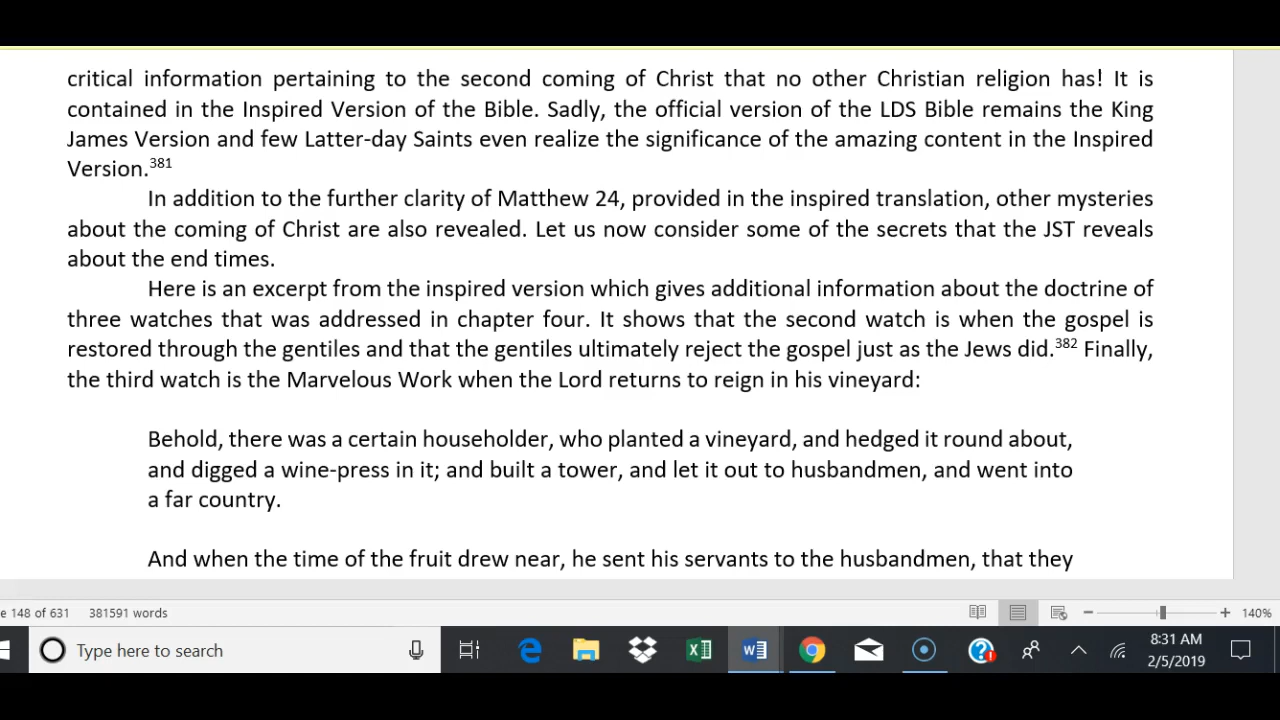 critical information pertaining to the second coming of Christ that no other Christian religion has! It is
contained in the Inspired Version of the Bible. Sadly, the official version of the LDS Bible remains the King
James Version and few Latter-day Saints even realize the significance of the amazing content in the Inspired
Version.381
In addition to the further clarity of Matthew 24, provided in the inspired translation, other mysteries
about the coming of Christ are also revealed. Let us now consider some of the secrets that the JST reveals
about the end times.
Here is an excerpt from the inspired version which gives additional information about the doctrine of
three watches that was addressed in chapter four. It shows that the second watch is when the gospel is
restored through the gentiles and that the gentiles ultimately reject the gospel just as the Jews did.382 Finally,
the third watch is the Marvelous Work when the Lord returns to reign in his vineyard:
Behold, there was a certain householder, who planted a vineyard, and hedged it round about,
and digged a wine-press in it; and built a tower, and let it out to husbandmen, and went into
a far country.
And when the time of the fruit drew near, he sent his servants to the husbandmen, that they
e 148 of 631 381591 words 140%
Type here to search 8:31 AM
2/5/2019